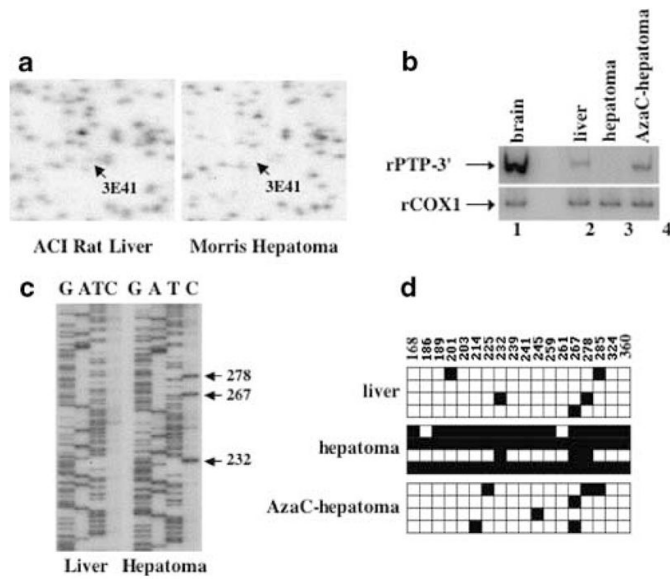 a
3E41
3E41
ACI Rat Liver
Morris Hepatoma
b
brain
liver
hepatoma
AzaC-hepatoma
rPTP-3'
rCOX1
1 2 3 4
c
G A T C G A T C
278
267
232
Liver Hepatoma
d
168 186 189 201 203 214 225 232 239 241 245 259 261 267 278 285 324 360
liver
hepatoma
AzaC-hepatoma